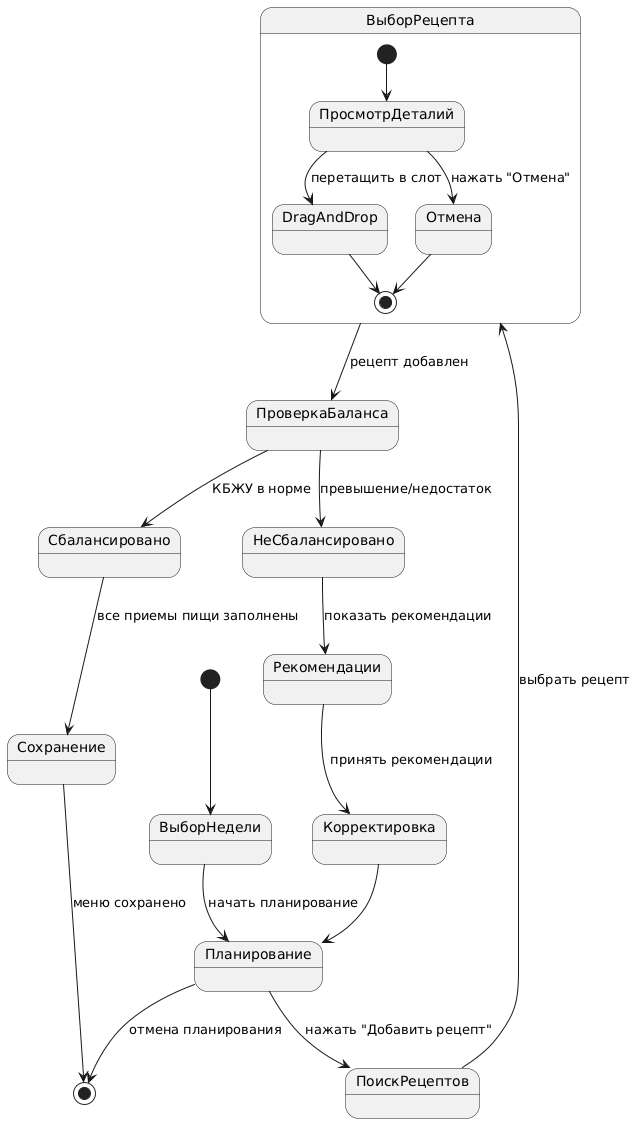 ВыборРецепта
ПросмотрДеталий
перетащить в слот
нажать "Отмена"
DragAndDrop
Отмена
рецепт добавлен
ПроверкаБаланса
КБЖУ в норме
превышение/недостаток
Сбалансировано
НеСбалансировано
все приемы пищи заполнены
показать рекомендации
Рекомендации
выбрать рецепт
Сохранение
принять рекомендации
ВыборНедели
Корректировка
меню сохранено
начать планирование
Планирование
отмена планирования
нажать "Добавить рецепт"
ПоискРецептов